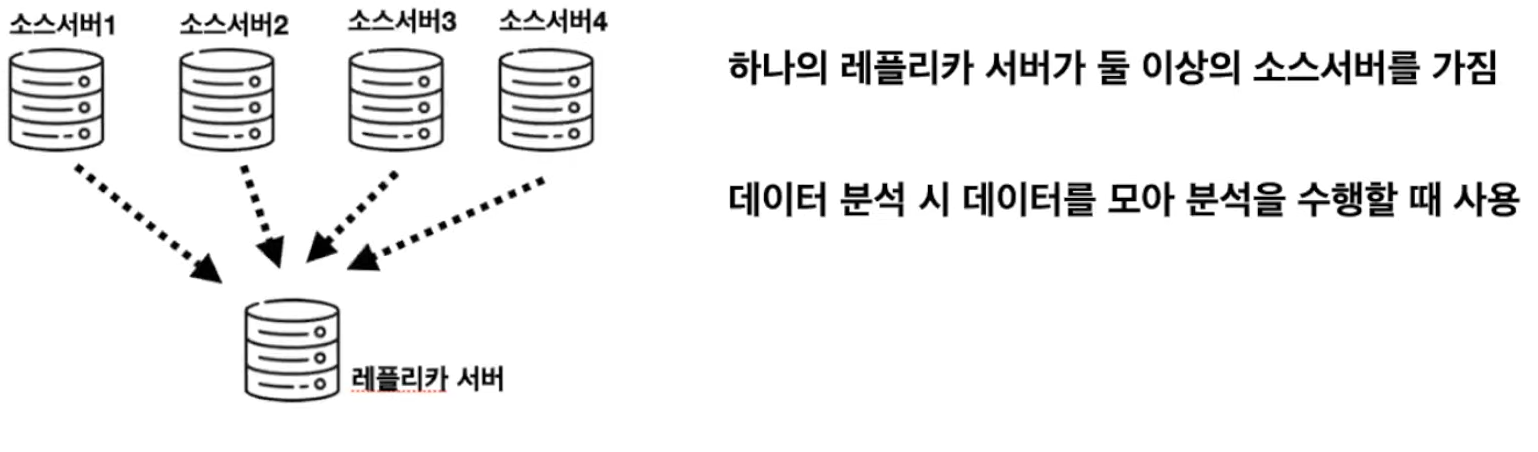 소스서버1
소스서버2
소스서버3
소스서버4
하나의 레플리카 서버가 둘 이상의 소스서버를 가짐
데이터 분석 시 데이터를 모아 분석을 수행할 때 사용
레플리카 서버